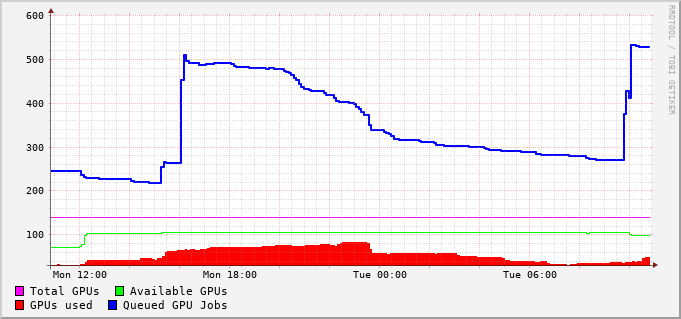 600
500
400
300
200
100
Mon 12:00 Mon 18:00 Tue 00:00 Tue 06:00
Total GPUs Available GPUs
GPUs used Queued GPU Jobs
RRDTOOL / TOBI OETIKER